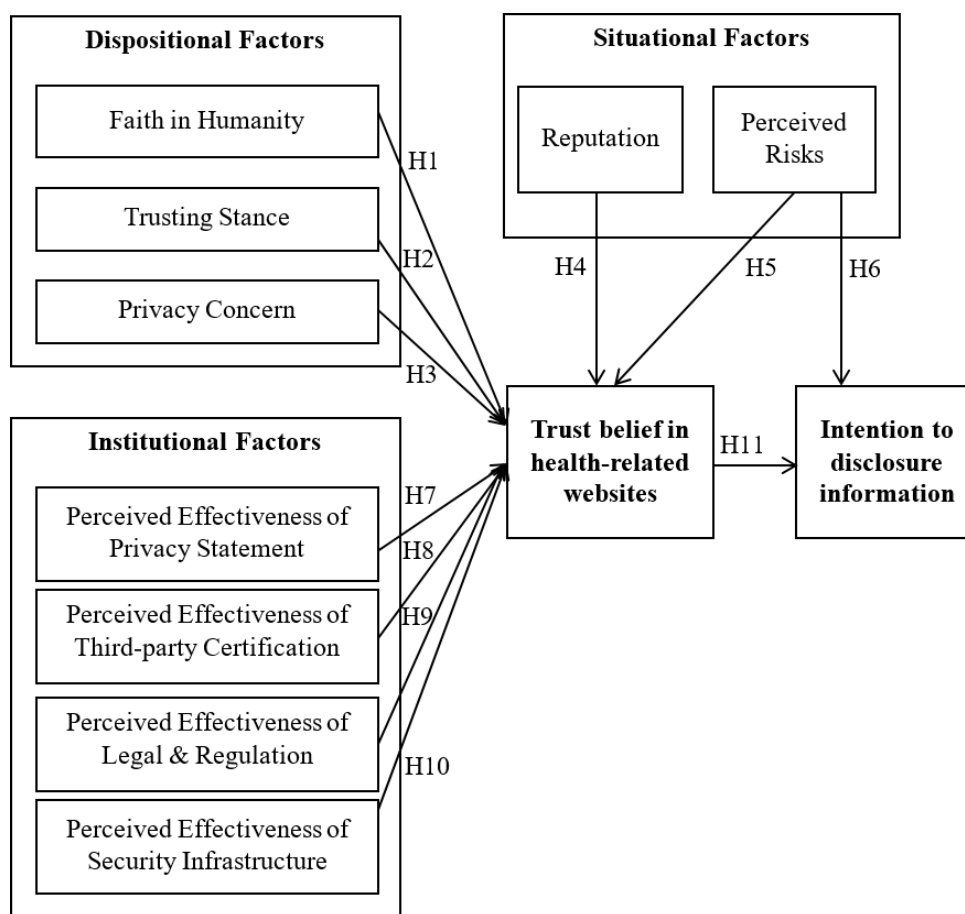 Dispositional Factors
Faith in Humanity
Trusting Stance
Privacy Concern
H1
H2
H3
Situational Factors
Reputation
Perceived
Risks
H4
H5
H6
Institutional Factors
Perceived Effectiveness of
Privacy Statement
Perceived Effectiveness of
Third-party Certification
Perceived Effectiveness of
Legal & Regulation
Perceived Effectiveness of
Security Infrastructure
H7
H8
H9
H10
Trust belief in
health-related
websites
H11
Intention to
disclosure
information